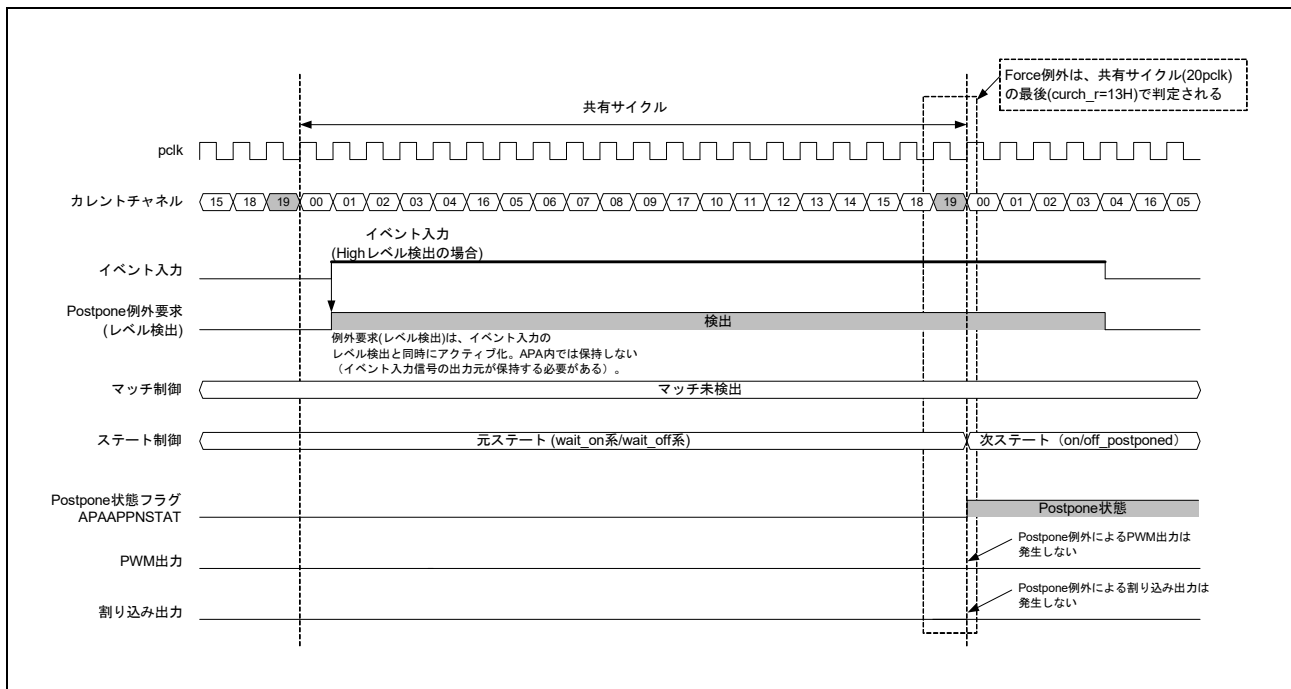 Force例外は、共有サイクル(20pclk)
の最後(curch_r=13H)で判定される
共有サイクル
pclk
カレントチャネル
15 18 19 00 01 02 03 04 16 05 06 07 08 09 17 10 11 12 13 14 15 18 19 00 01 02 03 04 16 05
イベント入力
(Highレベル検出の場合)
イベント入力
Postpone例外要求
(レベル検出)
検出
例外要求(レベル検出)は、イベント入力の
レベル検出と同時にアクティブ化。APA内では保持しない
（イベント入力信号の出力元が保持する必要がある）。
マッチ制御
マッチ未検出
ステート制御
元ステート (wait_on系/wait_off系)
次ステート（on/off_postponed）
Postpone状態フラグ
APAAPPNSTAT
Postpone状態
PWM出力
Postpone例外によるPWM出力は
発生しない
割り込み出力
Postpone例外による割り込み出力は
発生しない